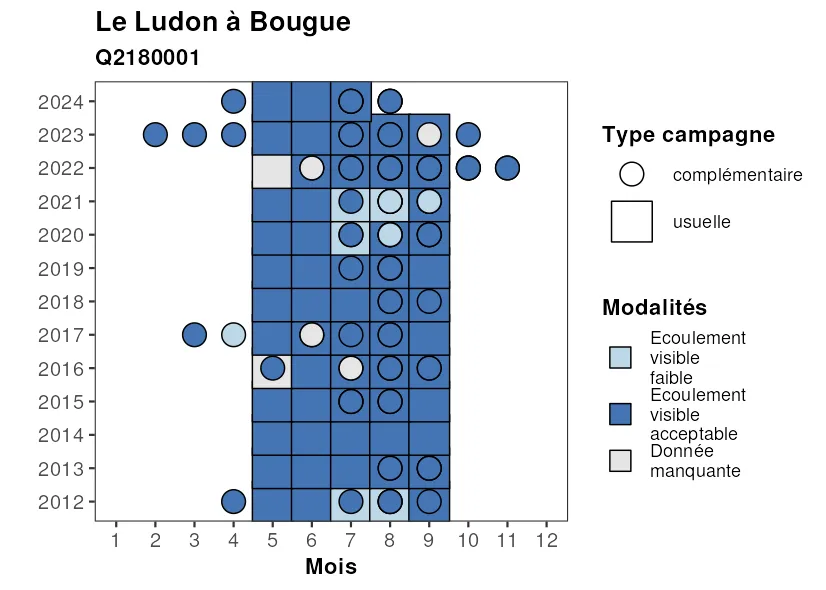 Le Ludon à Bougue
Q2180001
2024
2023
2022
2021
2020
2019
2018
2017
2016
2015
2014
2013
2012
1 2 3 4 5 6 7 8 9 10 11 12
Mois
Type campagne
complémentaire
usuelle
Modalités
Ecoulement
visible
faible
Ecoulement
visible
acceptable
Donnée
manquante